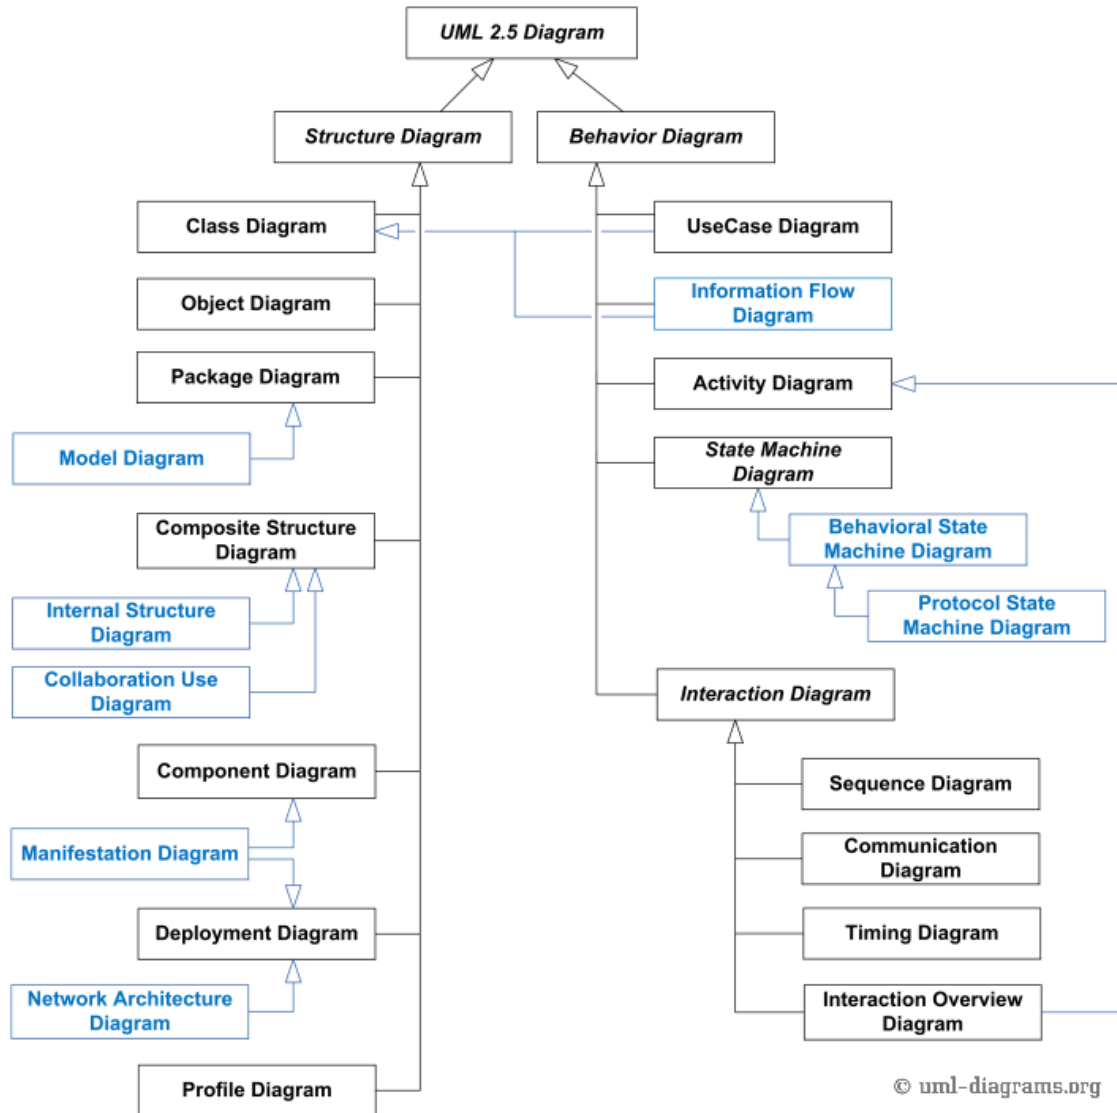 UML 2.5 Diagram
Structure Diagram
Behavior Diagram
Class Diagram
UseCase Diagram
Object Diagram
Information Flow
Diagram
Package Diagram
Activity Diagram
Model Diagram
State Machine
Diagram
Composite Structure
Diagram
Behavioral State
Machine Diagram
Internal Structure
Diagram
Protocol State
Machine Diagram
Collaboration Use
Diagram
Interaction Diagram
Component Diagram
Sequence Diagram
Manifestation Diagram
Communication
Diagram
Deployment Diagram
Timing Diagram
Network Architecture
Diagram
Interaction Overview
Diagram
Profile Diagram
© uml-diagrams.org